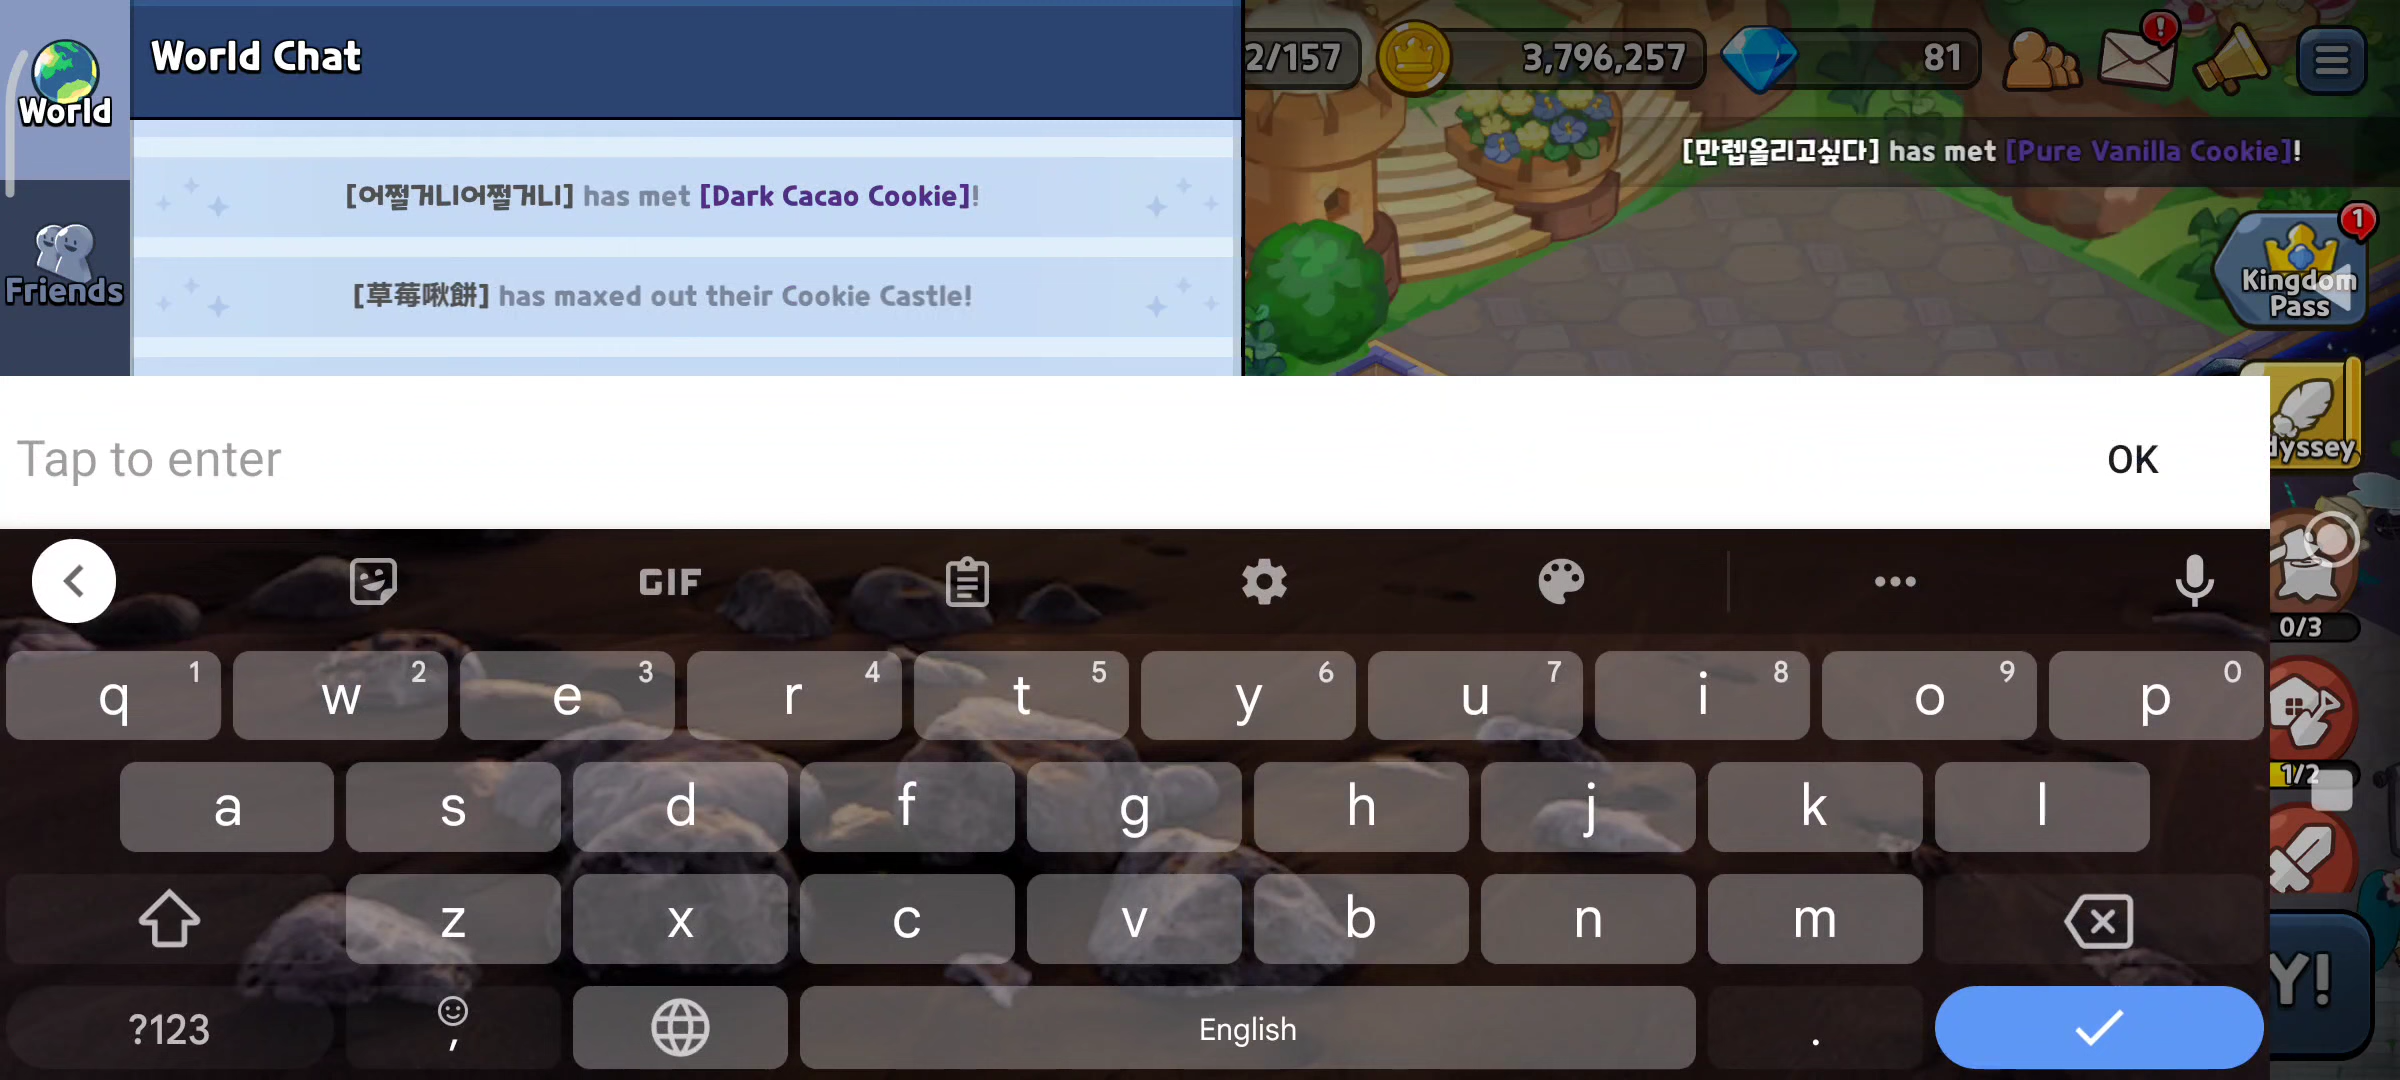 World Chat
2/157
3,796,257
81
World
[만렙올리고싶다] has met [Pure Vanilla Cookie]!
[어쩔거니어쩔거니] has met [Dark Cacao Cookie]!
1
Friends
Kingdom
Pass
[草莓啾餅] has maxed out their Cookie Castle!
Tap to enter
OK
dyssey
GIF
0/3
q 1 w 2 e 3 r 4 t 5 y 6 u 7 i 8 o 9 p 0
1/2
a s d f g h j k l
z x c v b n m
Y!
?123 , English .